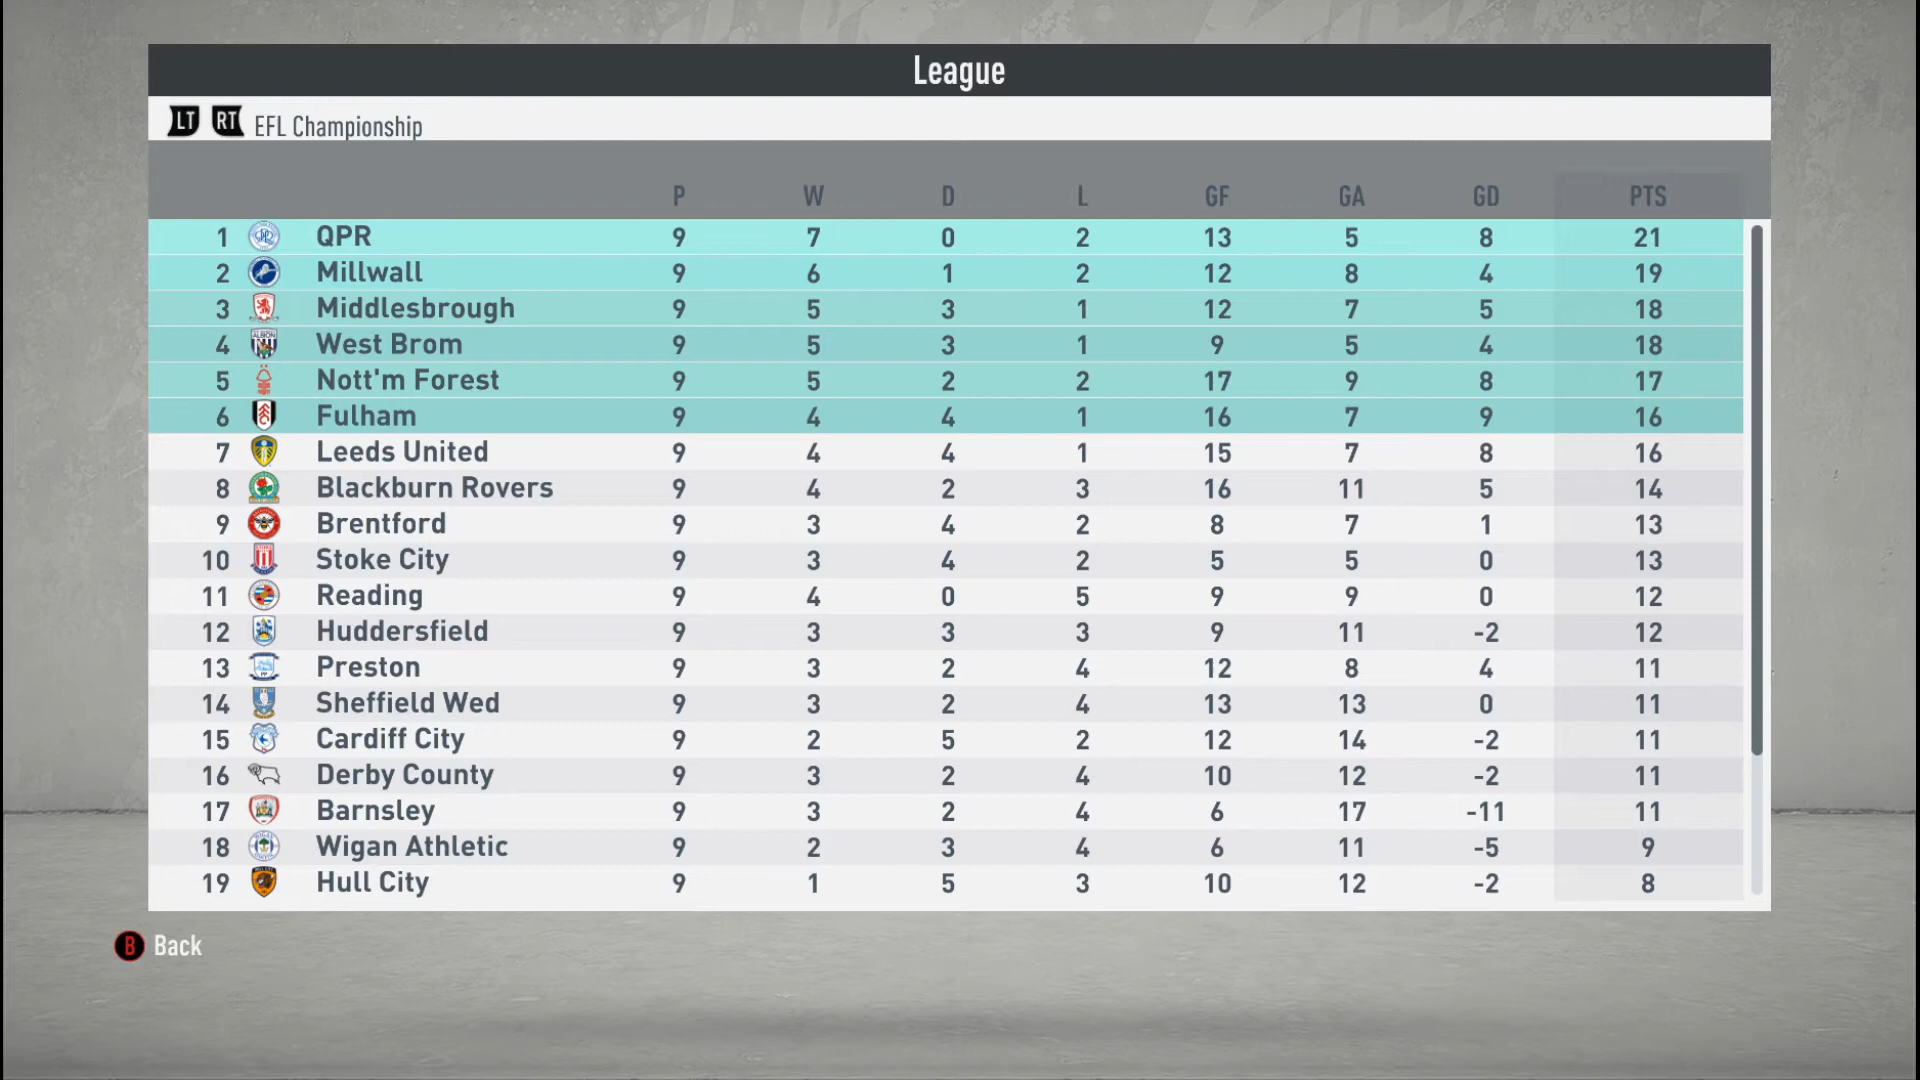 League
LT RT EFL Championship
P W D L GF GA GD PTS
1 QPR 9 7 0 2 13 5 8 21
2 Millwall 9 6 1 2 12 8 4 19
3 Middlesbrough 9 5 3 1 12 7 5 18
4 West Brom 9 5 3 1 9 5 4 18
5 Nott'm Forest 9 5 2 2 17 9 8 17
6 Fulham 9 4 4 1 16 7 9 16
7 Leeds United 9 4 4 1 15 7 8 16
8 Blackburn Rovers 9 4 2 3 16 11 5 14
9 Brentford 9 3 4 2 8 7 1 13
10 Stoke City 9 3 4 2 5 5 0 13
11 Reading 9 4 0 5 9 9 0 12
12 Huddersfield 9 3 3 3 9 11 -2 12
13 Preston 9 3 2 4 12 8 4 11
14 Sheffield Wed 9 3 2 4 13 13 0 11
15 Cardiff City 9 2 5 2 12 14 -2 11
16 Derby County 9 3 2 4 10 12 -2 11
17 Barnsley 9 3 2 4 6 17 -11 11
18 Wigan Athletic 9 2 3 4 6 11 -5 9
19 Hull City 9 1 5 3 10 12 -2 8
B Back